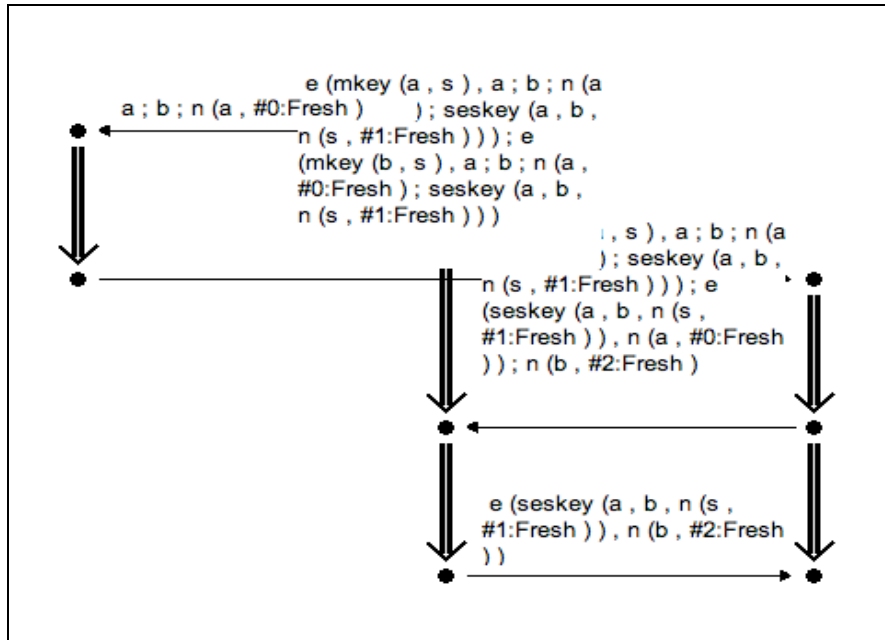 e (mkey (a , s ) , a ; b ; n (a
a ; b ; n (a , #0:Fresh ) ) ; seskey (a , b ,
n (s , #1:Fresh ) ) ) ; e
(mkey (b , s ) , a ; b ; n (a ,
#0:Fresh ) ; seskey (a , b ,
n (s , #1:Fresh ) ) )
, s ) , a ; b ; n (a
) ; seskey (a , b ,
n (s , #1:Fresh ) ) ) ; e
(seskey (a , b , n (s ,
#1:Fresh ) ) , n (a , #0:Fresh
) ) ; n (b , #2:Fresh )
e (seskey (a , b , n (s ,
#1:Fresh ) ) , n (b , #2:Fresh
) )